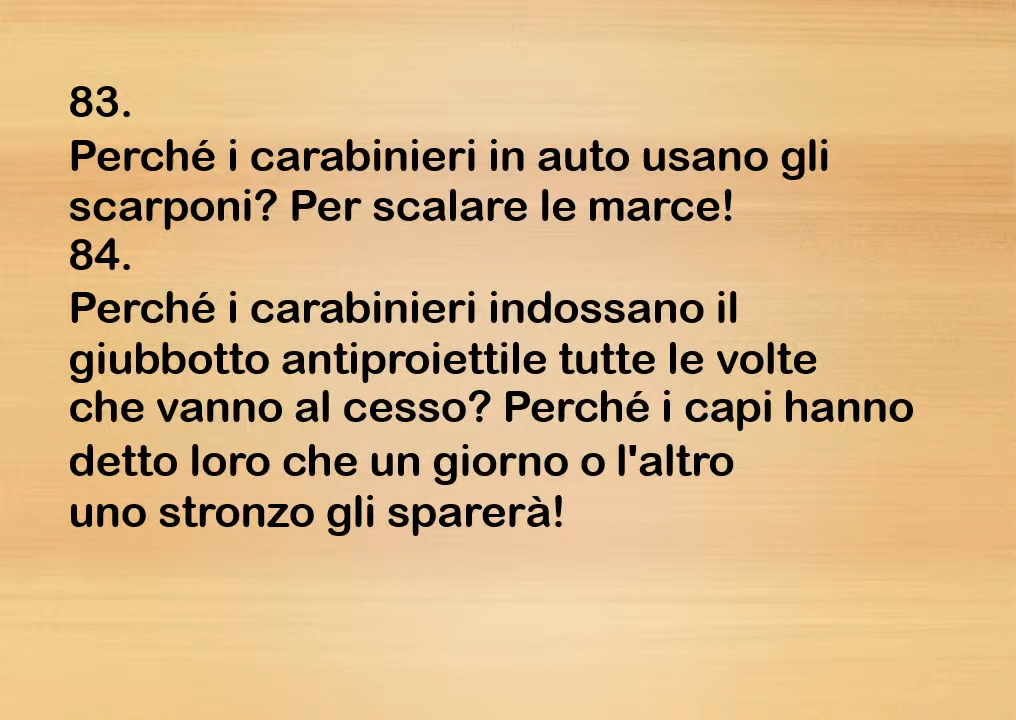 83.
Perché i carabinieri in auto usano gli
scarponi? Per scalare le marce!
84.
Perché i carabinieri indossano il
giubbotto antiproiettile tutte le volte
che vanno al cesso? Perché i capi hanno
detto loro che un giorno o l'altro
uno stronzo gli sparerà!